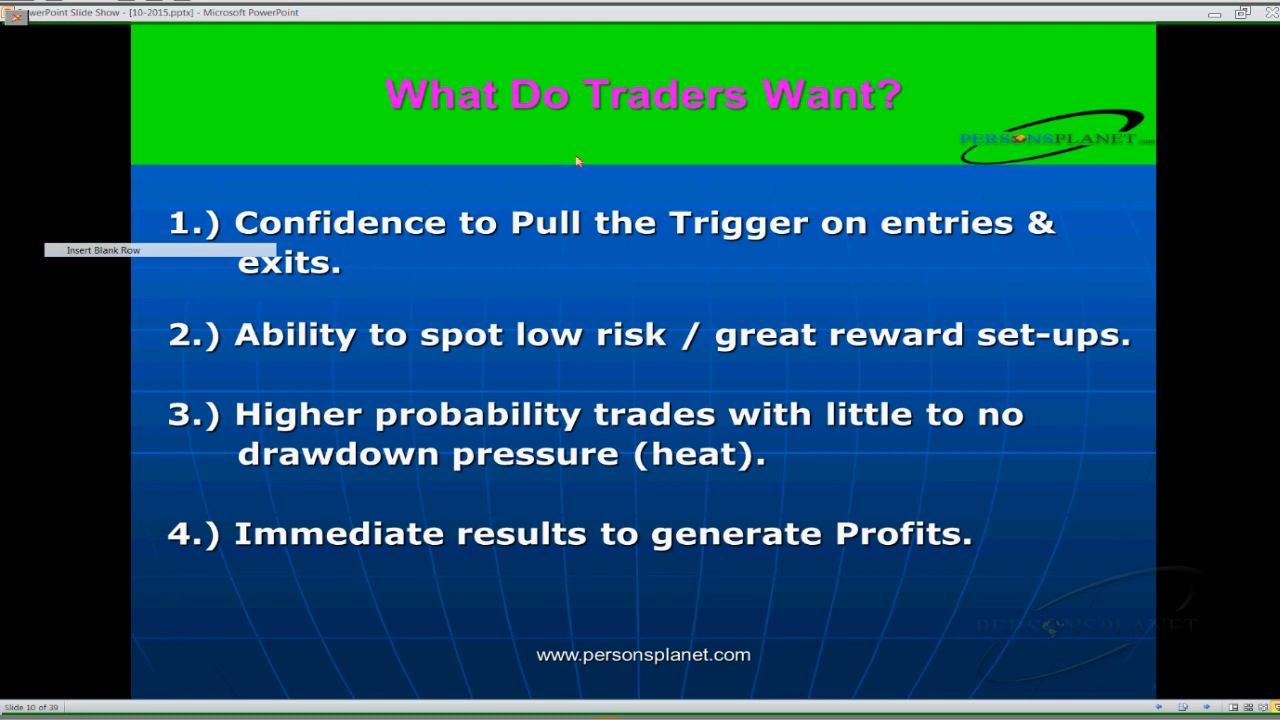 PowerPoint Slide Show - [10-2015.pptx] - Microsoft PowerPoint
What Do Traders Want?
PERSONSPLANET
1.) Confidence to Pull the Trigger on entries &
Insert Blank Row
exits.
2.) Ability to spot low risk / great reward set-ups.
3.) Higher probability trades with little to no
drawdown pressure (heat).
4.) Immediate results to generate Profits.
PERSONSPLANET
www.personsplanet.com
Slide 10 of 39